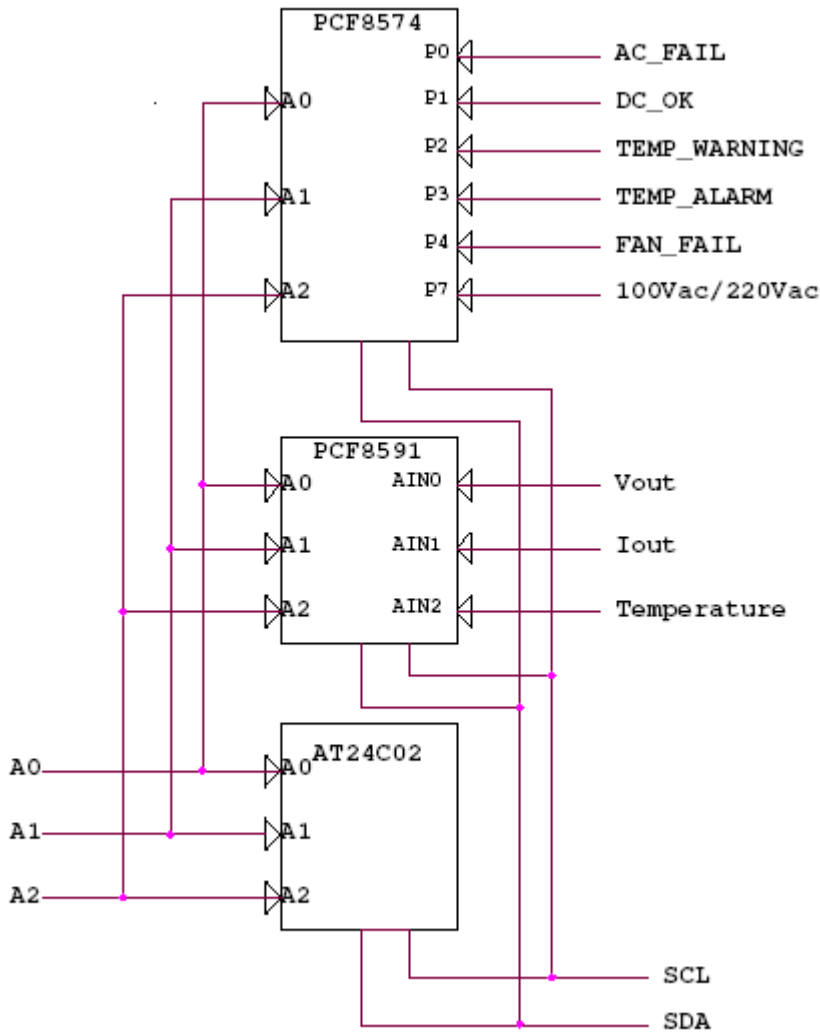 PCF8574
P0 AC_FAIL
A0 P1 DC_OK
P2 TEMP_WARNING
A1 P3 TEMP_ALARM
P4 FAN_FAIL
A2 P7 100Vac/220Vac
PCF8591
A0 AIN0 Vout
A1 AIN1 Iout
A2 AIN2 Temperature
AT24C02
A0 A0
A1 A1
A2 A2
SCL
SDA